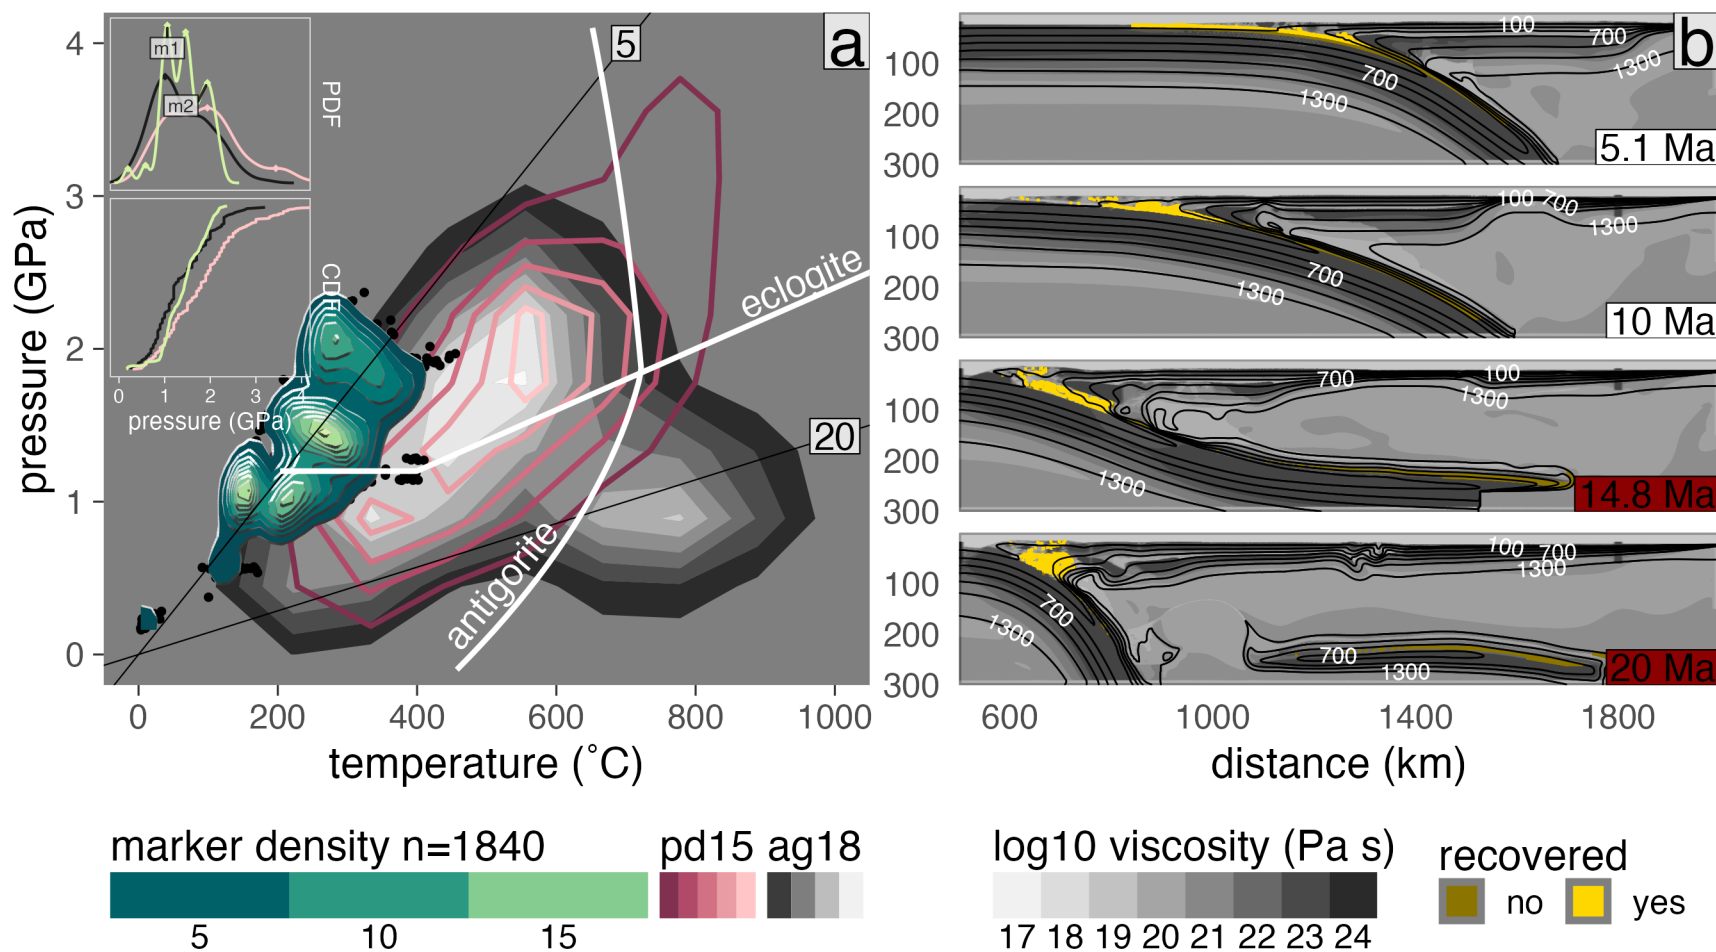 a
5
20
m1
m2
PDF
CDF
0 1 2 3 4
pressure (GPa)
eclogite
antigorite
4
3
2
1
0
pressure (GPa)
0 200 400 600 800 1000
temperature (˚C)
b
100
200
300
100
700
1300
700
1300
5.1 Ma
100
200
300
100 700
1300
700
1300
10 Ma
100
200
300
700 100
1300
1300
14.8 Ma
100
200
300
100 700
1300
700
1300
700
1300
20 Ma
600 1000 1400 1800
distance (km)
marker density n=1840
5 10 15
pd15 ag18
log10 viscosity (Pa s)
17 18 19 20 21 22 23 24
recovered
no yes